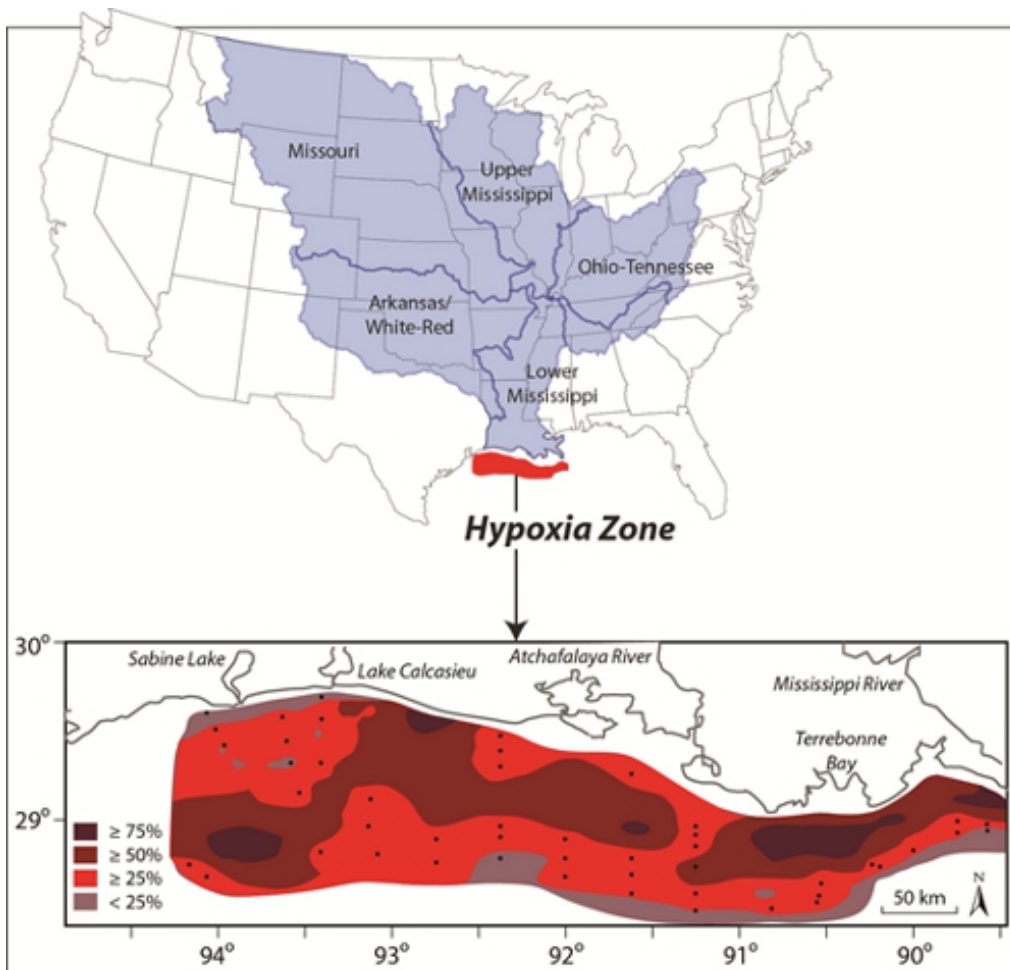 Missouri
Upper
Mississippi
Ohio-Tennessee
Arkansas/
White-Red
Lower
Mississippi
Hypoxia Zone
30°
Sabine Lake
Lake Calcasieu
Atchafalaya River
Mississippi River
Terrebonne
Bay
29°
≥ 75%
≥ 50%
≥ 25%
< 25%
50 km
N
94°
93°
92°
91°
90°